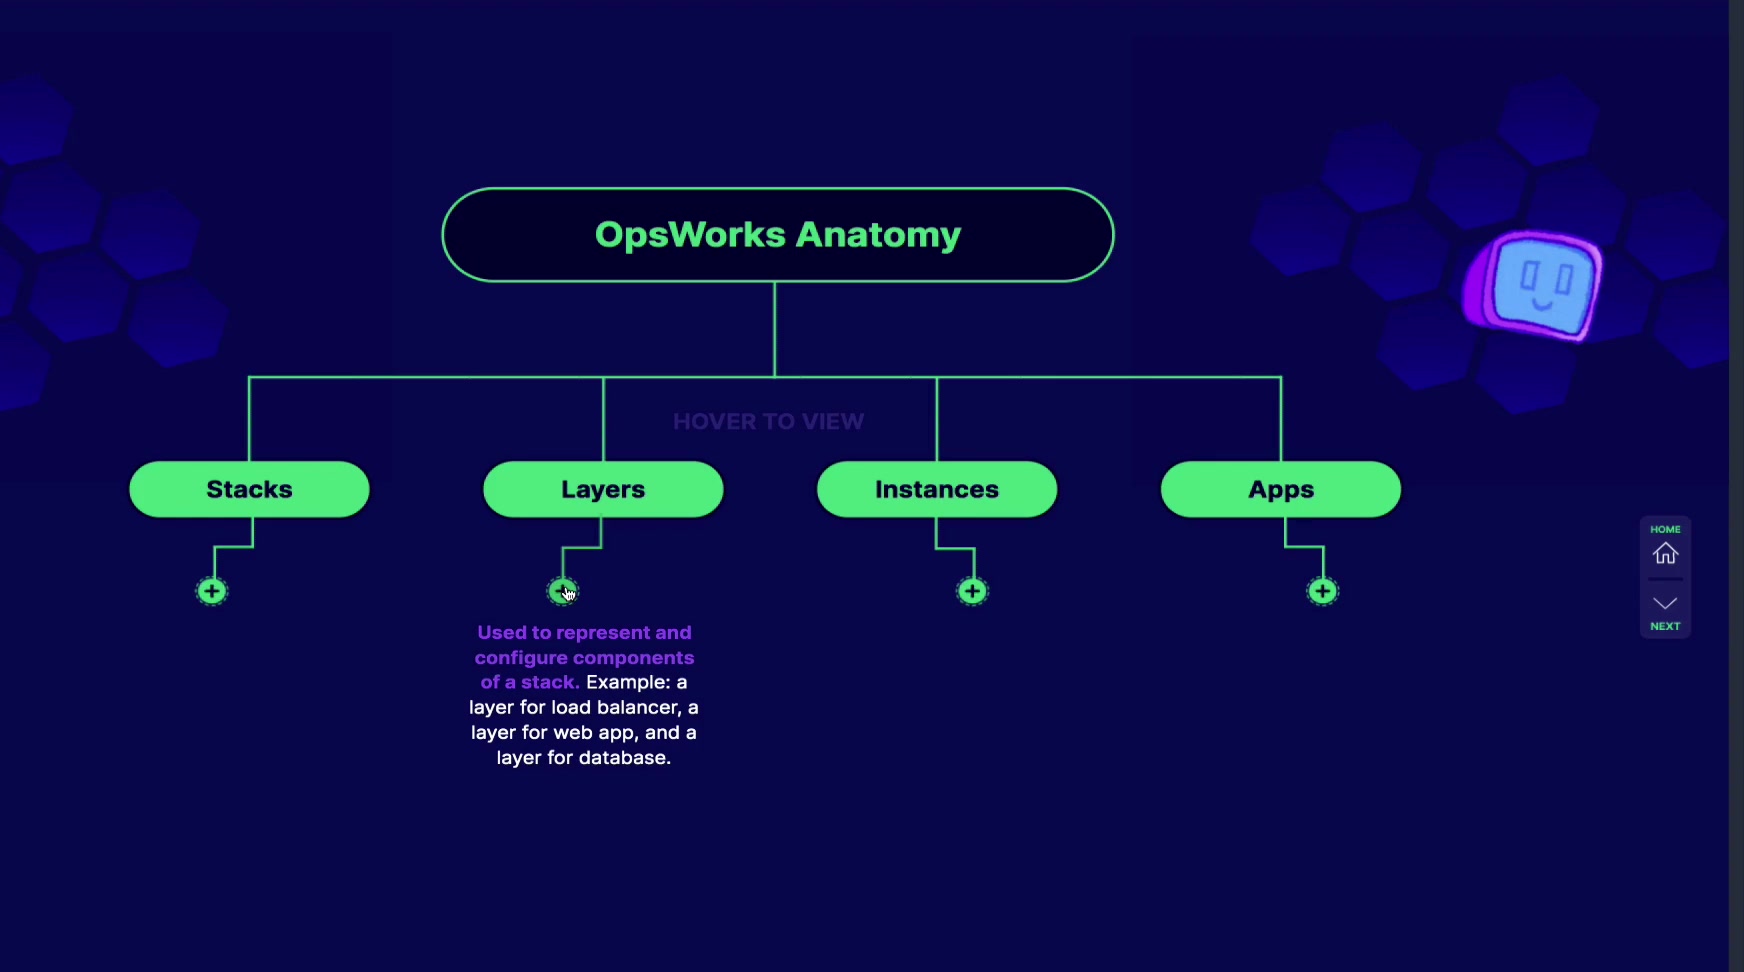 OpsWorks Anatomy
HOVER TO VIEW
Stacks
Layers
Instances
Apps
Used to represent and
configure components
of a stack. Example: a
layer for load balancer, a
layer for web app, and a
layer for database.
HOME
NEXT